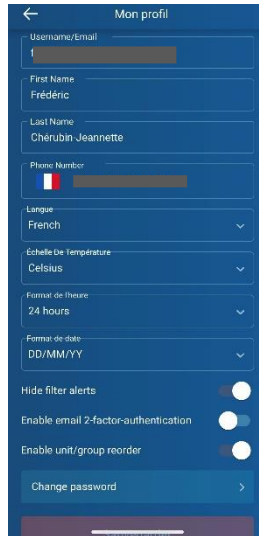 Mon profil
Username/Email
First Name
Frédéric
Last Name
Chérubin Jeannette
Phone Number
Langue
French
Échelle De Température
Celsius
Format de l'heure
24 hours
Format de date
DD/MM/YY
Hide filter alerts
Enable email 2-factor-authentication
Enable unit/group reorder
Change password